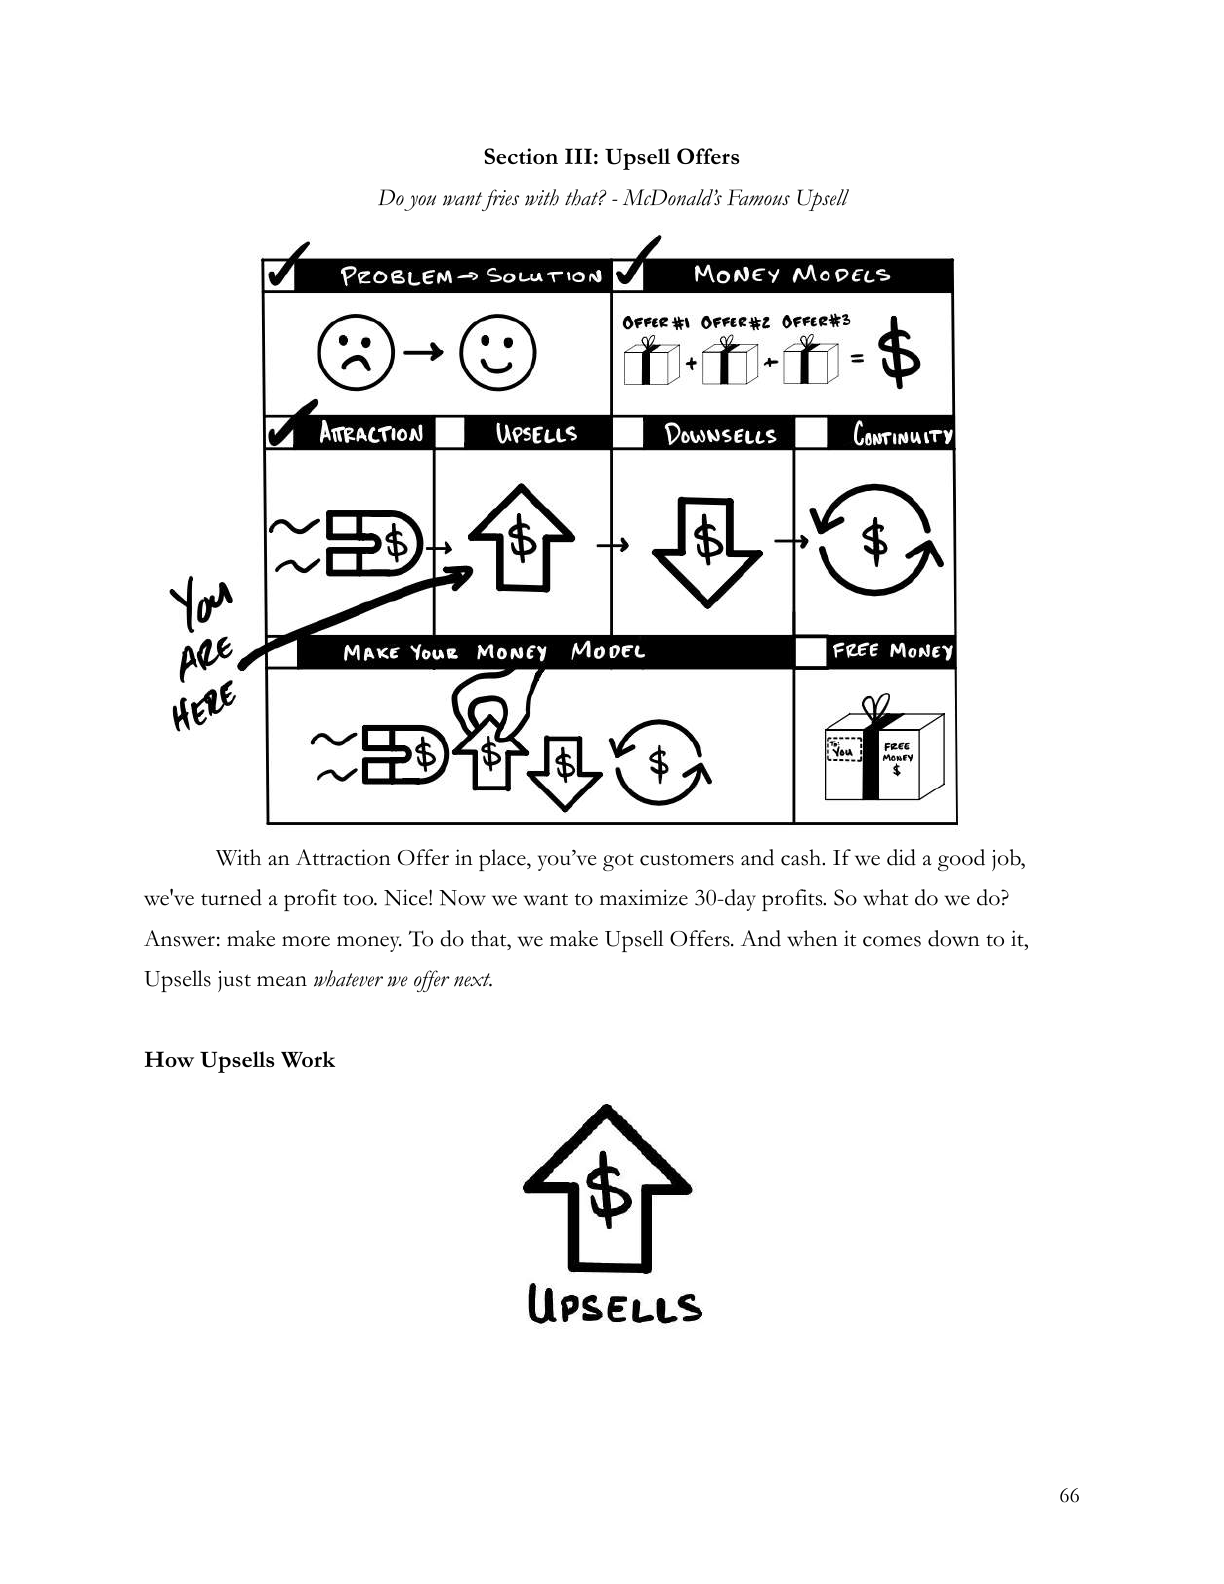 Section III: Upsell Offers
Do you want fries with that? - McDonald's Famous Upsell
PROBLEM → SOLUTION
MONEY MODELS
OFFER #1 OFFER #2 OFFER #3
+ + = $
ATTRACTION
UPSELLS
DOWNSELLS
CONTINUITY
$ $ $ $
YOU
ARE
HERE
MAKE YOUR MONEY MODEL
FREE MONEY
$ $ $ $
TO:
YOU
FREE
MONEY
$
With an Attraction Offer in place, you’ve got customers and cash. If we did a good job,
we've turned a profit too. Nice! Now we want to maximize 30-day profits. So what do we do?
Answer: make more money. To do that, we make Upsell Offers. And when it comes down to it,
Upsells just mean whatever we offer next.
How Upsells Work
$
UPSELLS
66